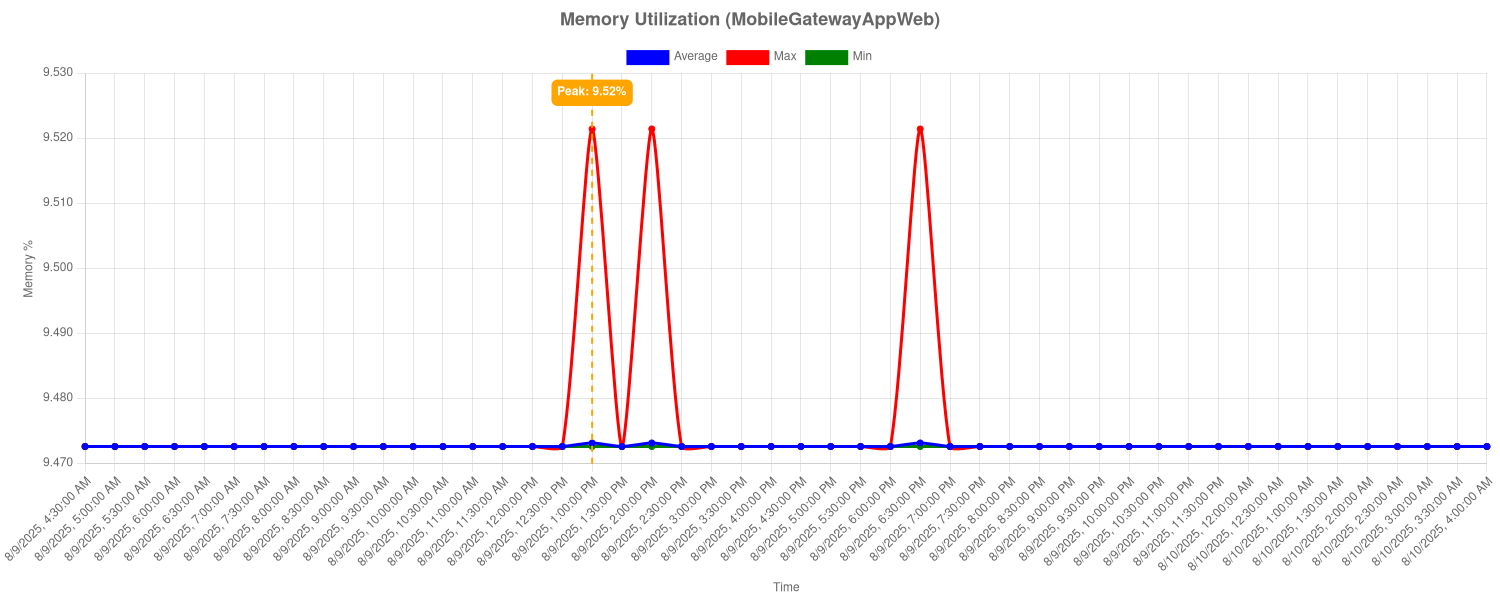 Memory Utilization (MobileGatewayAppWeb)
Average
Max
Min
Peak: 9.52%
9.530
9.520
9.510
9.500
9.490
9.480
9.470
Memory %
8/9/2025, 4:30:00 AM
8/9/2025, 5:00:00 AM
8/9/2025, 5:30:00 AM
8/9/2025, 6:00:00 AM
8/9/2025, 6:30:00 AM
8/9/2025, 7:00:00 AM
8/9/2025, 7:30:00 AM
8/9/2025, 8:00:00 AM
8/9/2025, 8:30:00 AM
8/9/2025, 9:00:00 AM
8/9/2025, 9:30:00 AM
8/9/2025, 10:00:00 AM
8/9/2025, 10:30:00 AM
8/9/2025, 11:00:00 AM
8/9/2025, 11:30:00 AM
8/9/2025, 12:00:00 PM
8/9/2025, 12:30:00 PM
8/9/2025, 1:00:00 PM
8/9/2025, 1:30:00 PM
8/9/2025, 2:00:00 PM
8/9/2025, 2:30:00 PM
8/9/2025, 3:00:00 PM
8/9/2025, 3:30:00 PM
8/9/2025, 4:00:00 PM
8/9/2025, 4:30:00 PM
8/9/2025, 5:00:00 PM
8/9/2025, 5:30:00 PM
8/9/2025, 6:00:00 PM
8/9/2025, 6:30:00 PM
8/9/2025, 7:00:00 PM
8/9/2025, 7:30:00 PM
8/9/2025, 8:00:00 PM
8/9/2025, 8:30:00 PM
8/9/2025, 9:00:00 PM
8/9/2025, 9:30:00 PM
8/9/2025, 10:00:00 PM
8/9/2025, 10:30:00 PM
8/9/2025, 11:00:00 PM
8/9/2025, 11:30:00 PM
8/10/2025, 12:00:00 AM
8/10/2025, 12:30:00 AM
8/10/2025, 1:00:00 AM
8/10/2025, 1:30:00 AM
8/10/2025, 2:00:00 AM
8/10/2025, 2:30:00 AM
8/10/2025, 3:00:00 AM
8/10/2025, 3:30:00 AM
8/10/2025, 4:00:00 AM
Time